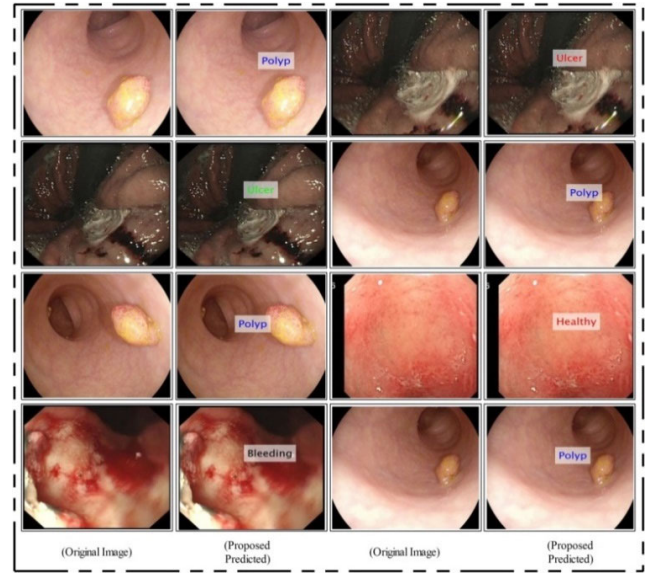 Polyp
Ulcer
Ulcer
Polyp
Polyp
Healthy
Bleeding
Polyp
(Original Image)
(Proposed
Predicted)
(Original Image)
(Proposed
Predicted)